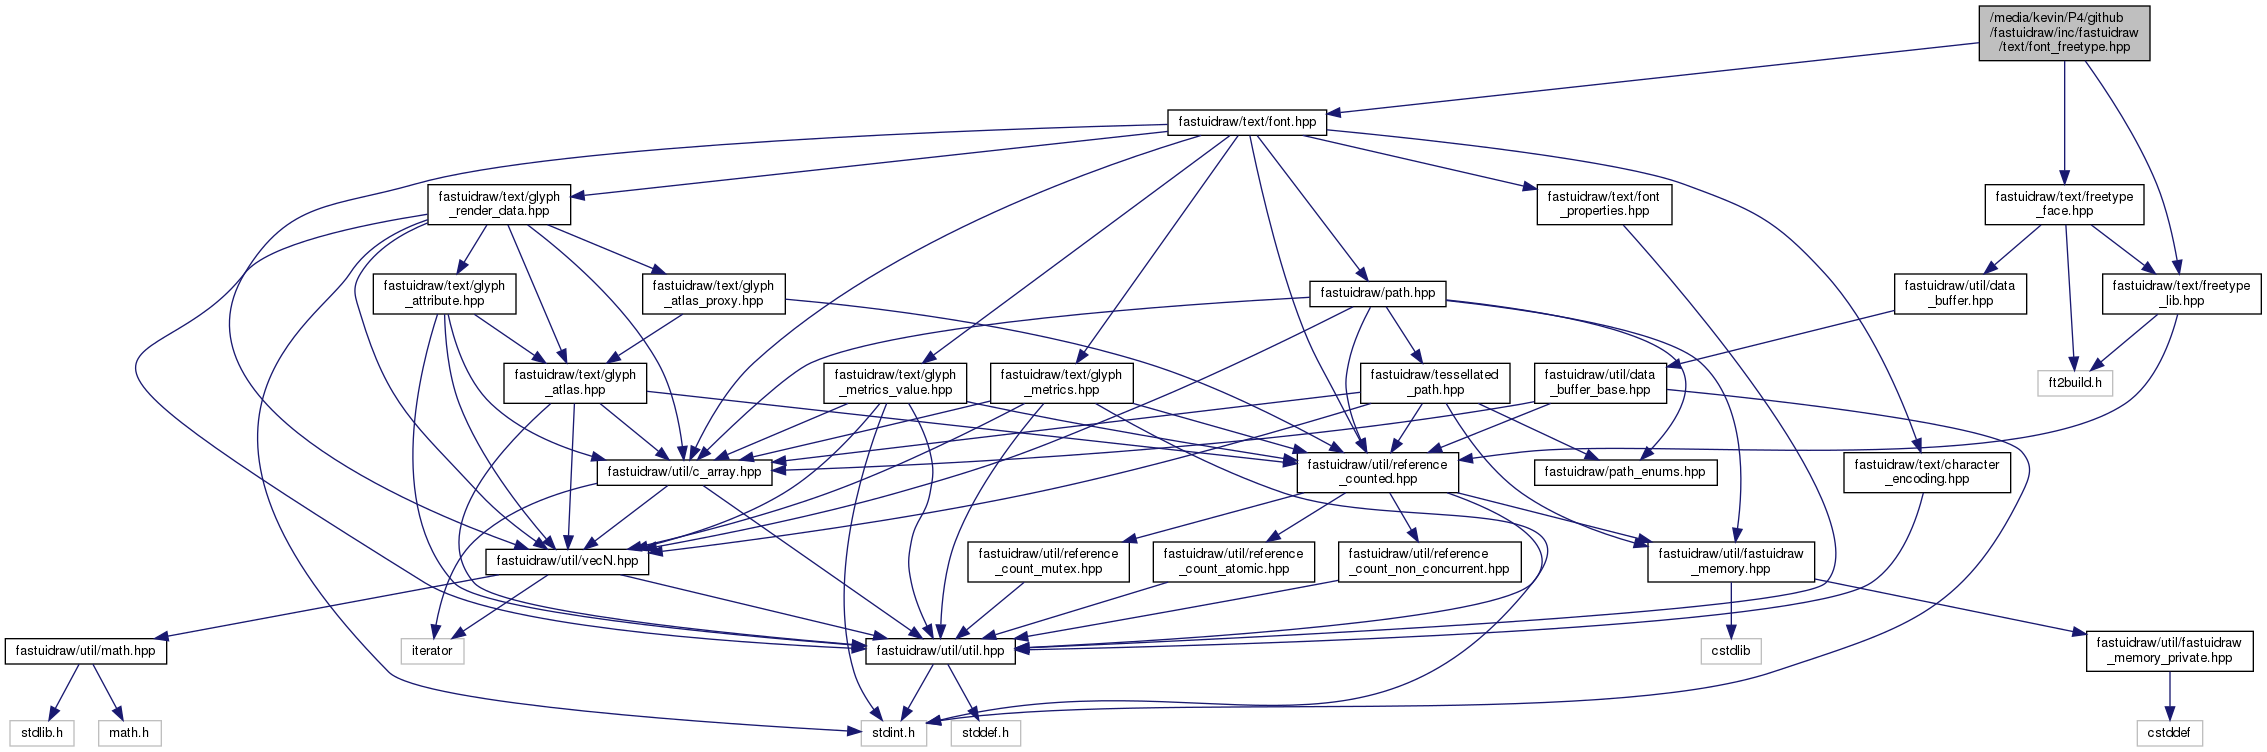 /media/kevin/P4/github
/fastuidraw/inc/fastuidraw
/text/font_freetype.hpp
fastuidraw/text/font.hpp
fastuidraw/text/glyph
_render_data.hpp
fastuidraw/text/font
_properties.hpp
fastuidraw/text/freetype
_face.hpp
fastuidraw/text/glyph
_attribute.hpp
fastuidraw/text/glyph
_atlas_proxy.hpp
fastuidraw/path.hpp
fastuidraw/util/data
_buffer.hpp
fastuidraw/text/freetype
_lib.hpp
fastuidraw/text/glyph
_atlas.hpp
fastuidraw/text/glyph
_metrics_value.hpp
fastuidraw/text/glyph
_metrics.hpp
fastuidraw/tessellated
_path.hpp
fastuidraw/util/data
_buffer_base.hpp
ft2build.h
fastuidraw/util/c_array.hpp
fastuidraw/util/reference
_counted.hpp
fastuidraw/path_enums.hpp
fastuidraw/text/character
_encoding.hpp
fastuidraw/util/vecN.hpp
fastuidraw/util/reference
_count_mutex.hpp
fastuidraw/util/reference
_count_atomic.hpp
fastuidraw/util/reference
_count_non_concurrent.hpp
fastuidraw/util/fastuidraw
_memory.hpp
fastuidraw/util/math.hpp
iterator
fastuidraw/util/util.hpp
cstdlib
fastuidraw/util/fastuidraw
_memory_private.hpp
stdlib.h
math.h
stdint.h
stddef.h
cstddef